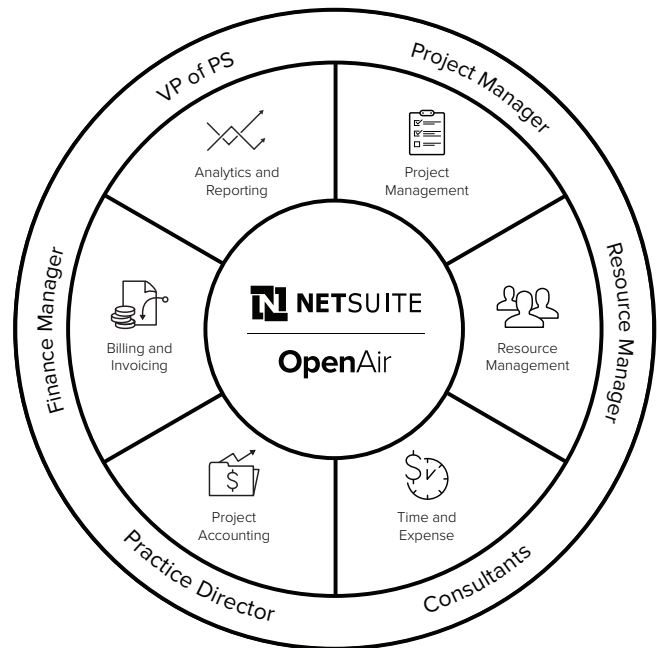 VP of PS
Project Manager
Analytics and
Reporting
Project
Management
Finance Manager
Resource Manager
NETSUITE
OpenAir
Billing and
Invoicing
Resource
Management
Project
Accounting
Time and
Expense
Practice Director
Consultants